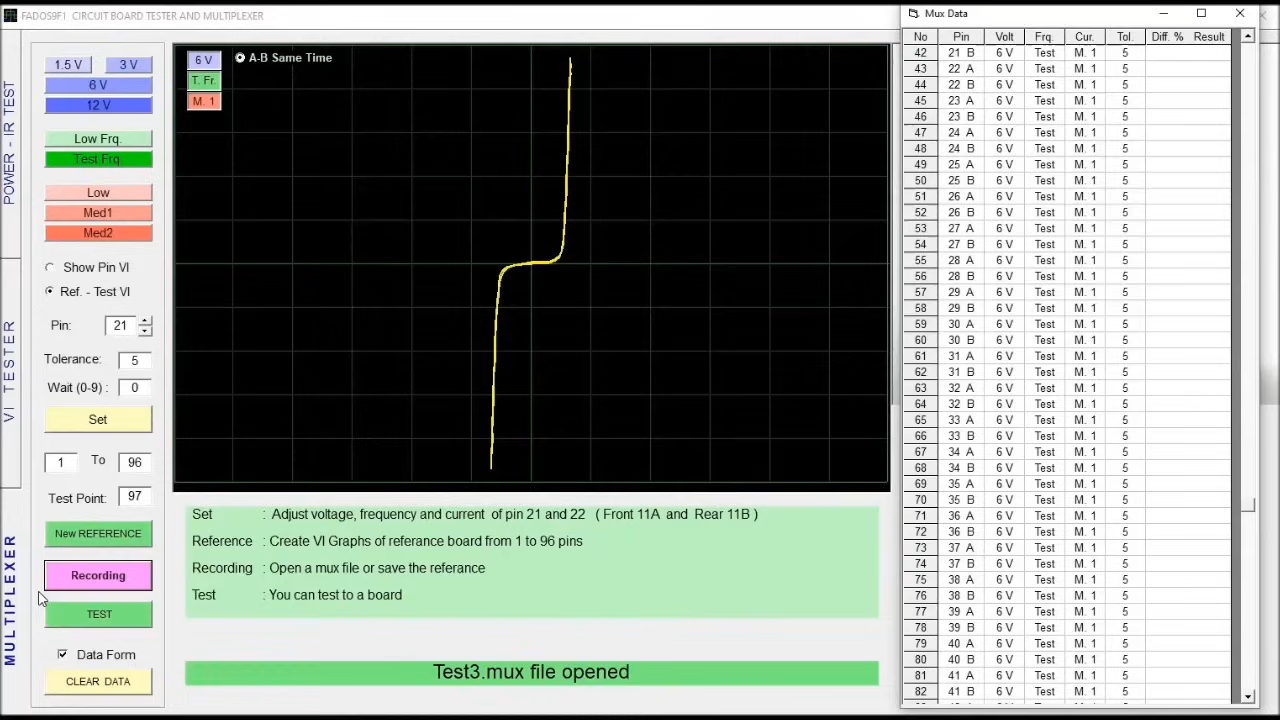 FADOS9F1 CIRCUIT BOARD TESTER AND MULTIPLEXER
POWER - IR TEST
VI TESTER
MULTIPLEXER
1.5 V 3 V
6 V
12 V
Low Frq.
Test Frq
Low
Med1
Med2
Show Pin VI
Ref. - Test VI
Pin: 21
Tolerance: 5
Wait (0-9) : 0
Set
1 To 96
Test Point: 97
New REFERENCE
Recording
TEST
Data Form
CLEAR DATA
6 V A-B Same Time
T. Fr.
M. 1
Set : Adjust voltage, frequency and current of pin 21 and 22 ( Front 11A and Rear 11B )
Reference : Create VI Graphs of referance board from 1 to 96 pins
Recording : Open a mux file or save the referance
Test : You can test to a board
Test3.mux file opened
Mux Data
No Pin Volt Frq. Cur. Tol. Diff. % Result
42 21 B 6 V Test M. 1 5
43 22 A 6 V Test M. 1 5
44 22 B 6 V Test M. 1 5
45 23 A 6 V Test M. 1 5
46 23 B 6 V Test M. 1 5
47 24 A 6 V Test M. 1 5
48 24 B 6 V Test M. 1 5
49 25 A 6 V Test M. 1 5
50 25 B 6 V Test M. 1 5
51 26 A 6 V Test M. 1 5
52 26 B 6 V Test M. 1 5
53 27 A 6 V Test M. 1 5
54 27 B 6 V Test M. 1 5
55 28 A 6 V Test M. 1 5
56 28 B 6 V Test M. 1 5
57 29 A 6 V Test M. 1 5
58 29 B 6 V Test M. 1 5
59 30 A 6 V Test M. 1 5
60 30 B 6 V Test M. 1 5
61 31 A 6 V Test M. 1 5
62 31 B 6 V Test M. 1 5
63 32 A 6 V Test M. 1 5
64 32 B 6 V Test M. 1 5
65 33 A 6 V Test M. 1 5
66 33 B 6 V Test M. 1 5
67 34 A 6 V Test M. 1 5
68 34 B 6 V Test M. 1 5
69 35 A 6 V Test M. 1 5
70 35 B 6 V Test M. 1 5
71 36 A 6 V Test M. 1 5
72 36 B 6 V Test M. 1 5
73 37 A 6 V Test M. 1 5
74 37 B 6 V Test M. 1 5
75 38 A 6 V Test M. 1 5
76 38 B 6 V Test M. 1 5
77 39 A 6 V Test M. 1 5
78 39 B 6 V Test M. 1 5
79 40 A 6 V Test M. 1 5
80 40 B 6 V Test M. 1 5
81 41 A 6 V Test M. 1 5
82 41 B 6 V Test M. 1 5